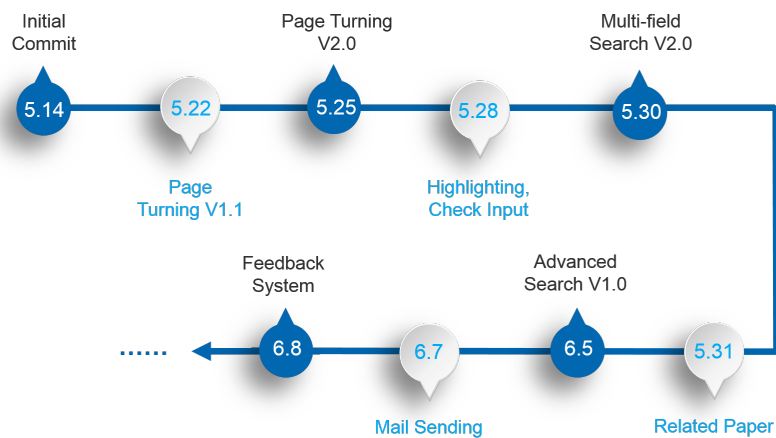 Initial
Commit
5.14
5.22
Page
Turning V1.1
Page Turning
V2.0
5.25
5.28
Highlighting,
Check Input
Multi-field
Search V2.0
5.30
5.31
Related Paper
Advanced
Search V1.0
6.5
6.7
Mail Sending
Feedback
System
6.8
......